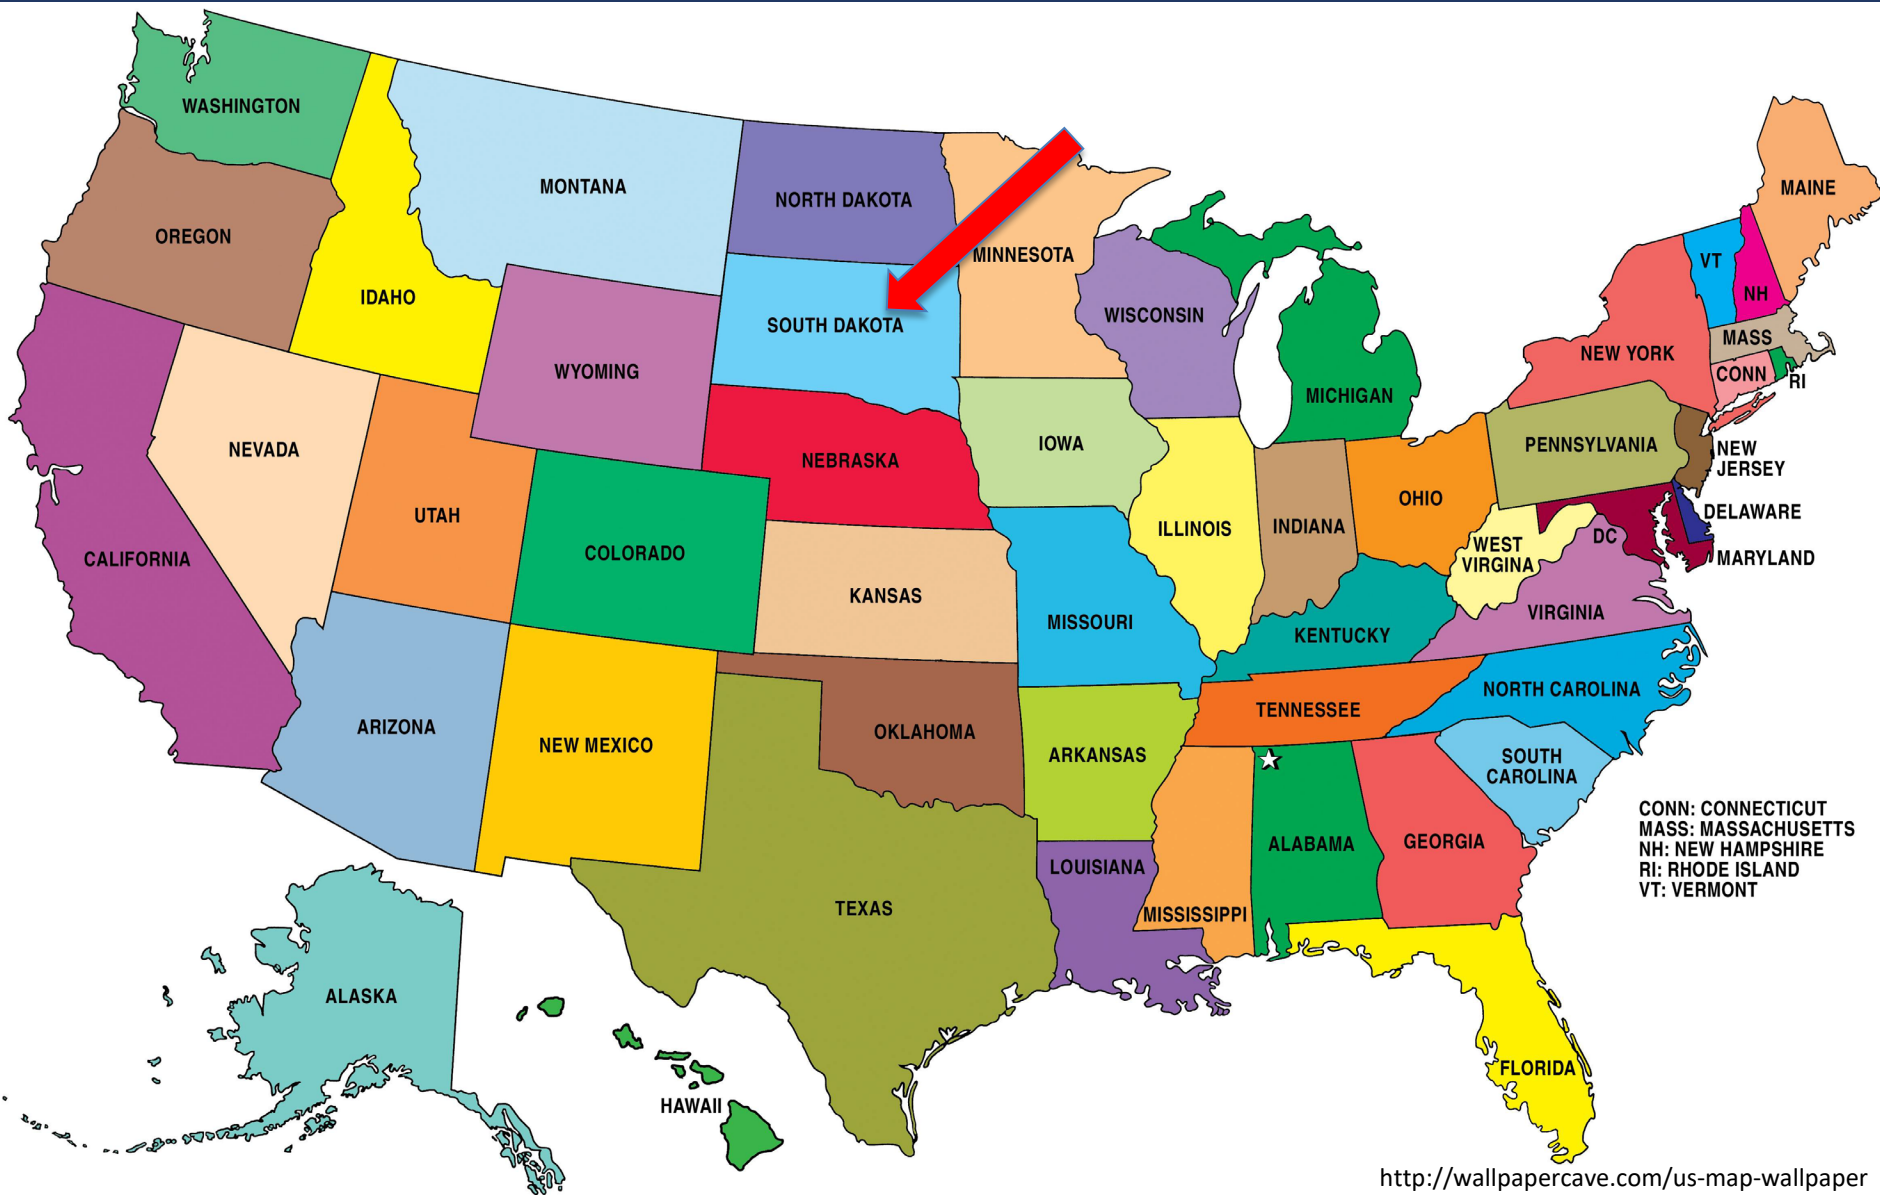 WASHINGTON
OREGON
IDAHO
MONTANA
NORTH DAKOTA
MINNESOTA
SOUTH DAKOTA
WYOMING
WISCONSIN
MICHIGAN
MAINE
VT
NH
MASS
NEW YORK
CONN
RI
CALIFORNIA
NEVADA
UTAH
COLORADO
NEBRASKA
IOWA
KANSAS
MISSOURI
ILLINOIS
INDIANA
OHIO
PENNSYLVANIA
NEW
JERSEY
DELAWARE
MARYLAND
DC
WEST
VIRGINA
VIRGINIA
KENTUCKY
TENNESSEE
NORTH CAROLINA
SOUTH
CAROLINA
ARIZONA
NEW MEXICO
OKLAHOMA
ARKANSAS
TEXAS
LOUISIANA
MISSISSIPPI
ALABAMA
GEORGIA
FLORIDA
ALASKA
HAWAII
CONN: CONNECTICUT
MASS: MASSACHUSETTS
NH: NEW HAMPSHIRE
RI: RHODE ISLAND
VT: VERMONT
http://wallpapercave.com/us-map-wallpaper